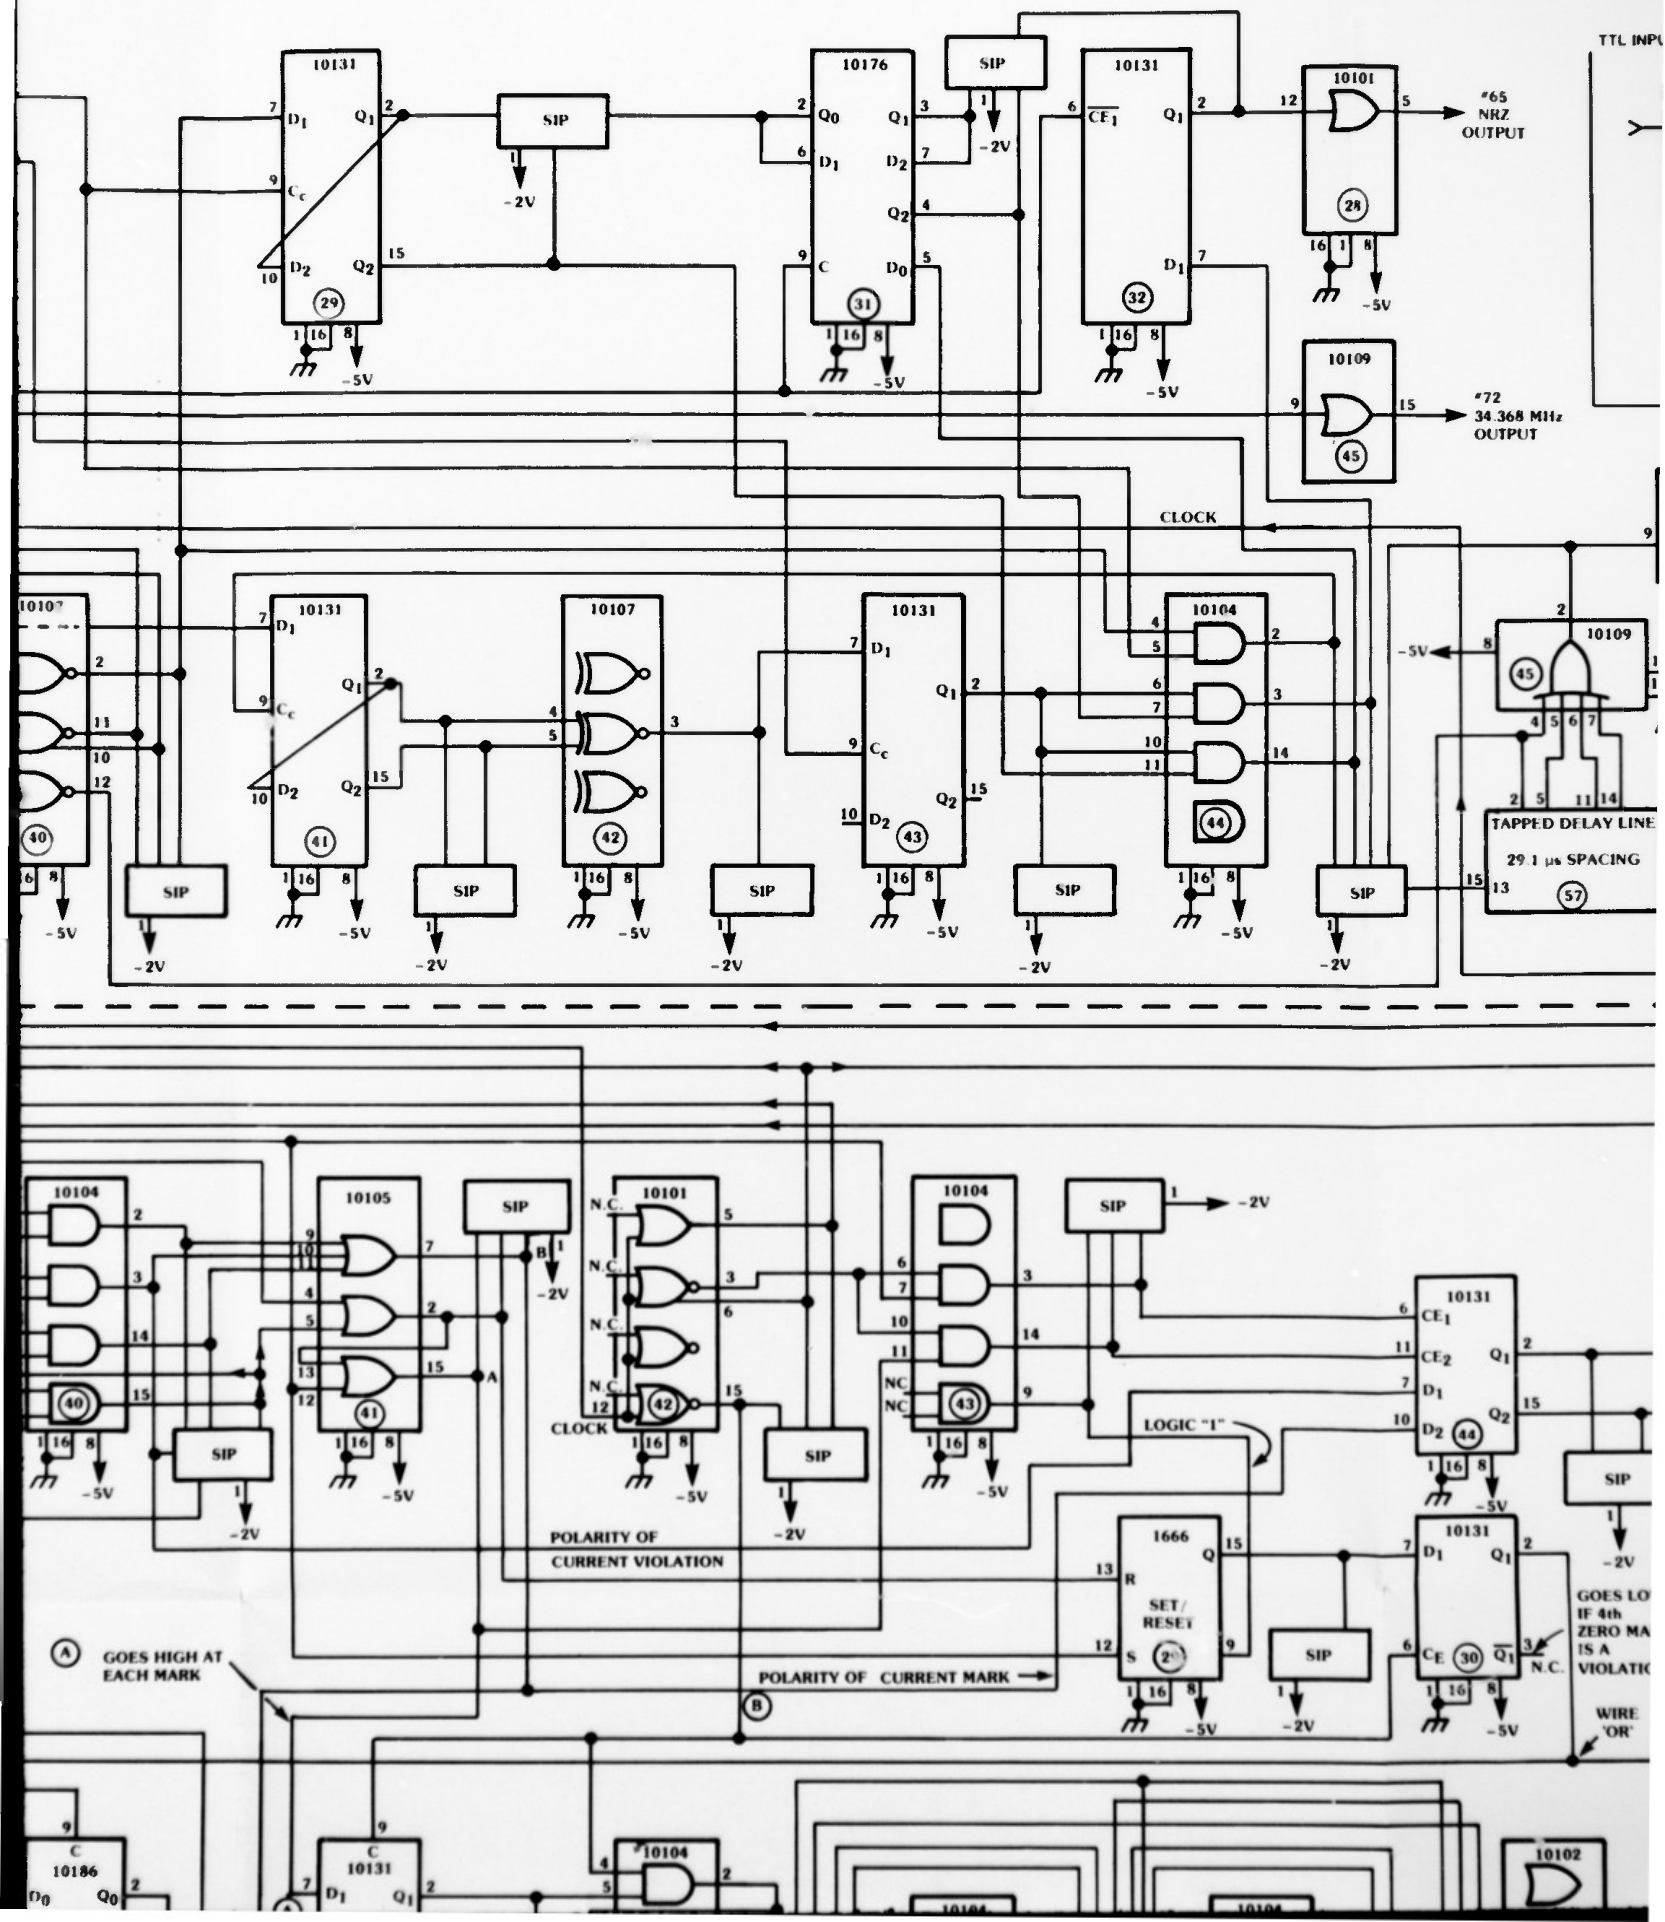 TTL INPU
10131
7 D1 Q1 2
9 Cc
10 D2 Q2 15
29
1 16 8
-5V
SIP
1
-2V
10176
2 Q0 Q1 3
6 D1 D2 7
Q2 4
9 C D0 5
31
1 16 8
-5V
SIP
1
-2V
10131
6 CE1 Q1 2
D1 7
32
1 16 8
-5V
10101
12 5
28
16 1 8
-5V
#65
NRZ
OUTPUT
10109
9 15
45
#72
34.368 MHz
OUTPUT
CLOCK
9
10107
2
11
10
12
40
6 8
-5V
SIP
1
-2V
10131
7 D1
Q1 2
9 Cc
10 D2 Q2 15
41
1 16 8
-5V
SIP
1
-2V
10107
4
5 3
42
1 16 8
-5V
SIP
1
-2V
10131
7 D1
Q1 2
9 Cc
Q2 15
10 D2
43
1 16 8
-5V
SIP
1
-2V
10104
4 2
5
6 3
7
10 14
11
44
1 16 8
-5V
SIP
1
-2V
2
10109
-5V 8
45
4 5 6 7
2 5 11 14
TAPPED DELAY LINE
29.1 µs SPACING
15 13
57
10104
2
3
14
15
40
1 16 8
-5V
SIP
1
-2V
10105
9
10
11 7
4
5 2
13
12 15
A
41
1 16 8
-5V
SIP
B 1
-2V
10101
N.C. 5
N.C. 3
6
N.C.
N.C. 15
12
CLOCK
42
1 16 8
-5V
SIP
1
-2V
10104
6 3
7
10 14
11
NC 9
NC
43
1 16 8
-5V
SIP 1 -2V
LOGIC "1"
10131
6 CE1
11 CE2 Q1 2
7 D1
10 D2 Q2 15
44
1 16 8
-5V
SIP
1
-2V
POLARITY OF
CURRENT VIOLATION
1666
Q 15
13 R
SET/
RESET
12 S 9
1 16 8
-5V
SIP
1
-2V
10131
7 D1 Q1 2
6 CE 30 Q1 3
N.C.
1 16 8
-5V
GOES LO
IF 4th
ZERO MA
IS A
VIOLATIO
WIRE
'OR'
A GOES HIGH AT
EACH MARK
POLARITY OF CURRENT MARK
B
9
C
10186
D0 Q0 2
9
C
10131
7 D1 Q1 2
A
10104
4 2
5
10104
10104
10102